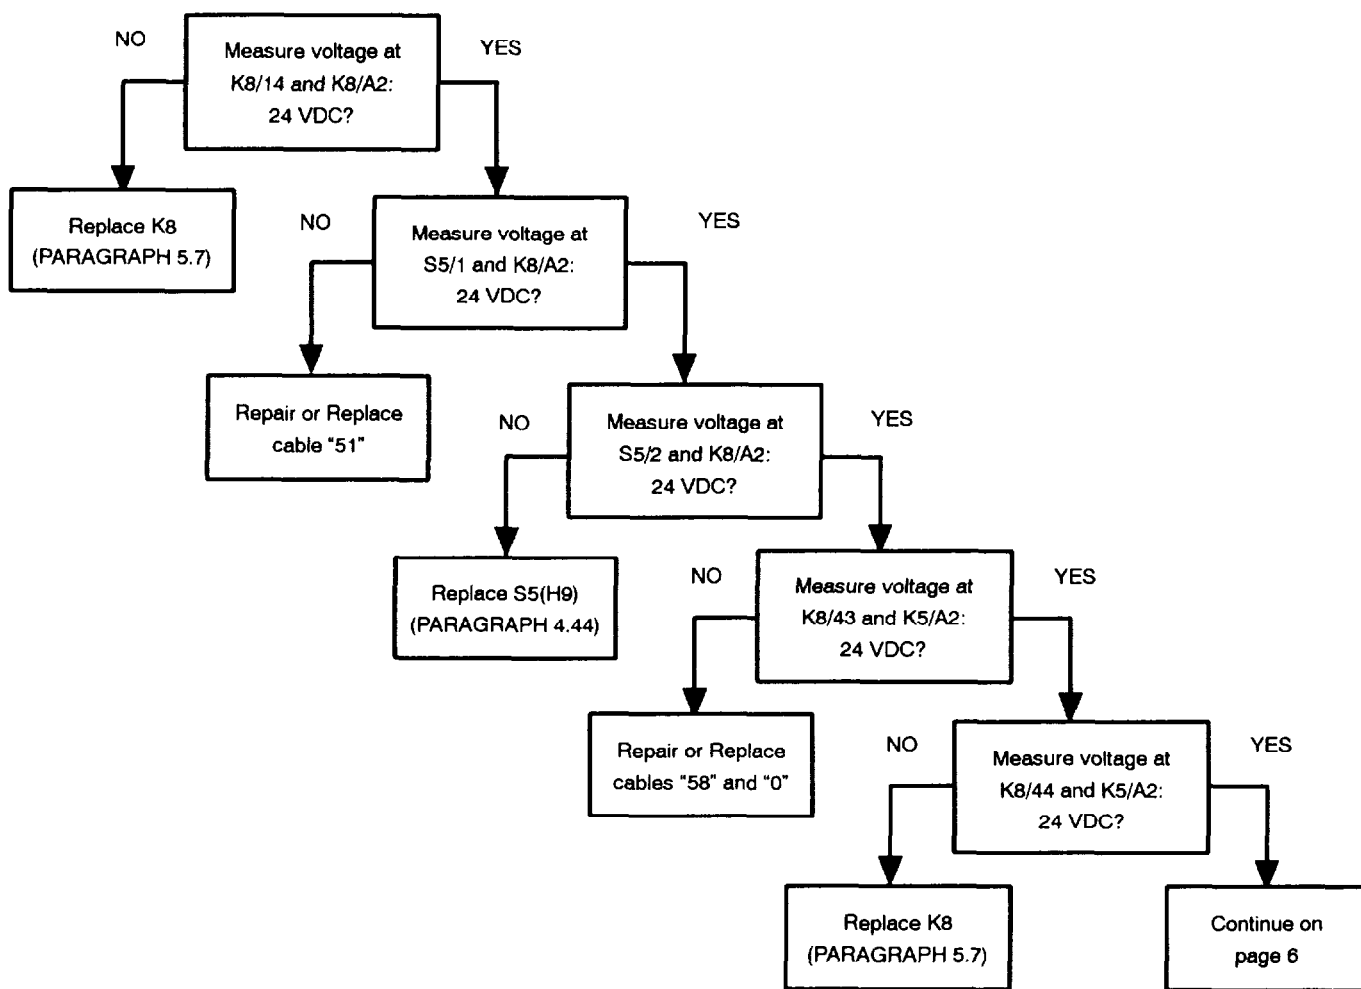 NO
Measure voltage at
K8/14 and K8/A2:
24 VDC?
YES
Replace K8
(PARAGRAPH 5.7)
NO
Measure voltage at
S5/1 and K8/A2:
24 VDC?
YES
Repair or Replace
cable "51"
NO
Measure voltage at
S5/2 and K8/A2:
24 VDC?
YES
Replace S5(H9)
(PARAGRAPH 4.44)
NO
Measure voltage at
K8/43 and K5/A2:
24 VDC?
YES
Repair or Replace
cables "58" and "0"
NO
Measure voltage at
K8/44 and K5/A2:
24 VDC?
YES
Replace K8
(PARAGRAPH 5.7)
Continue on
page 6